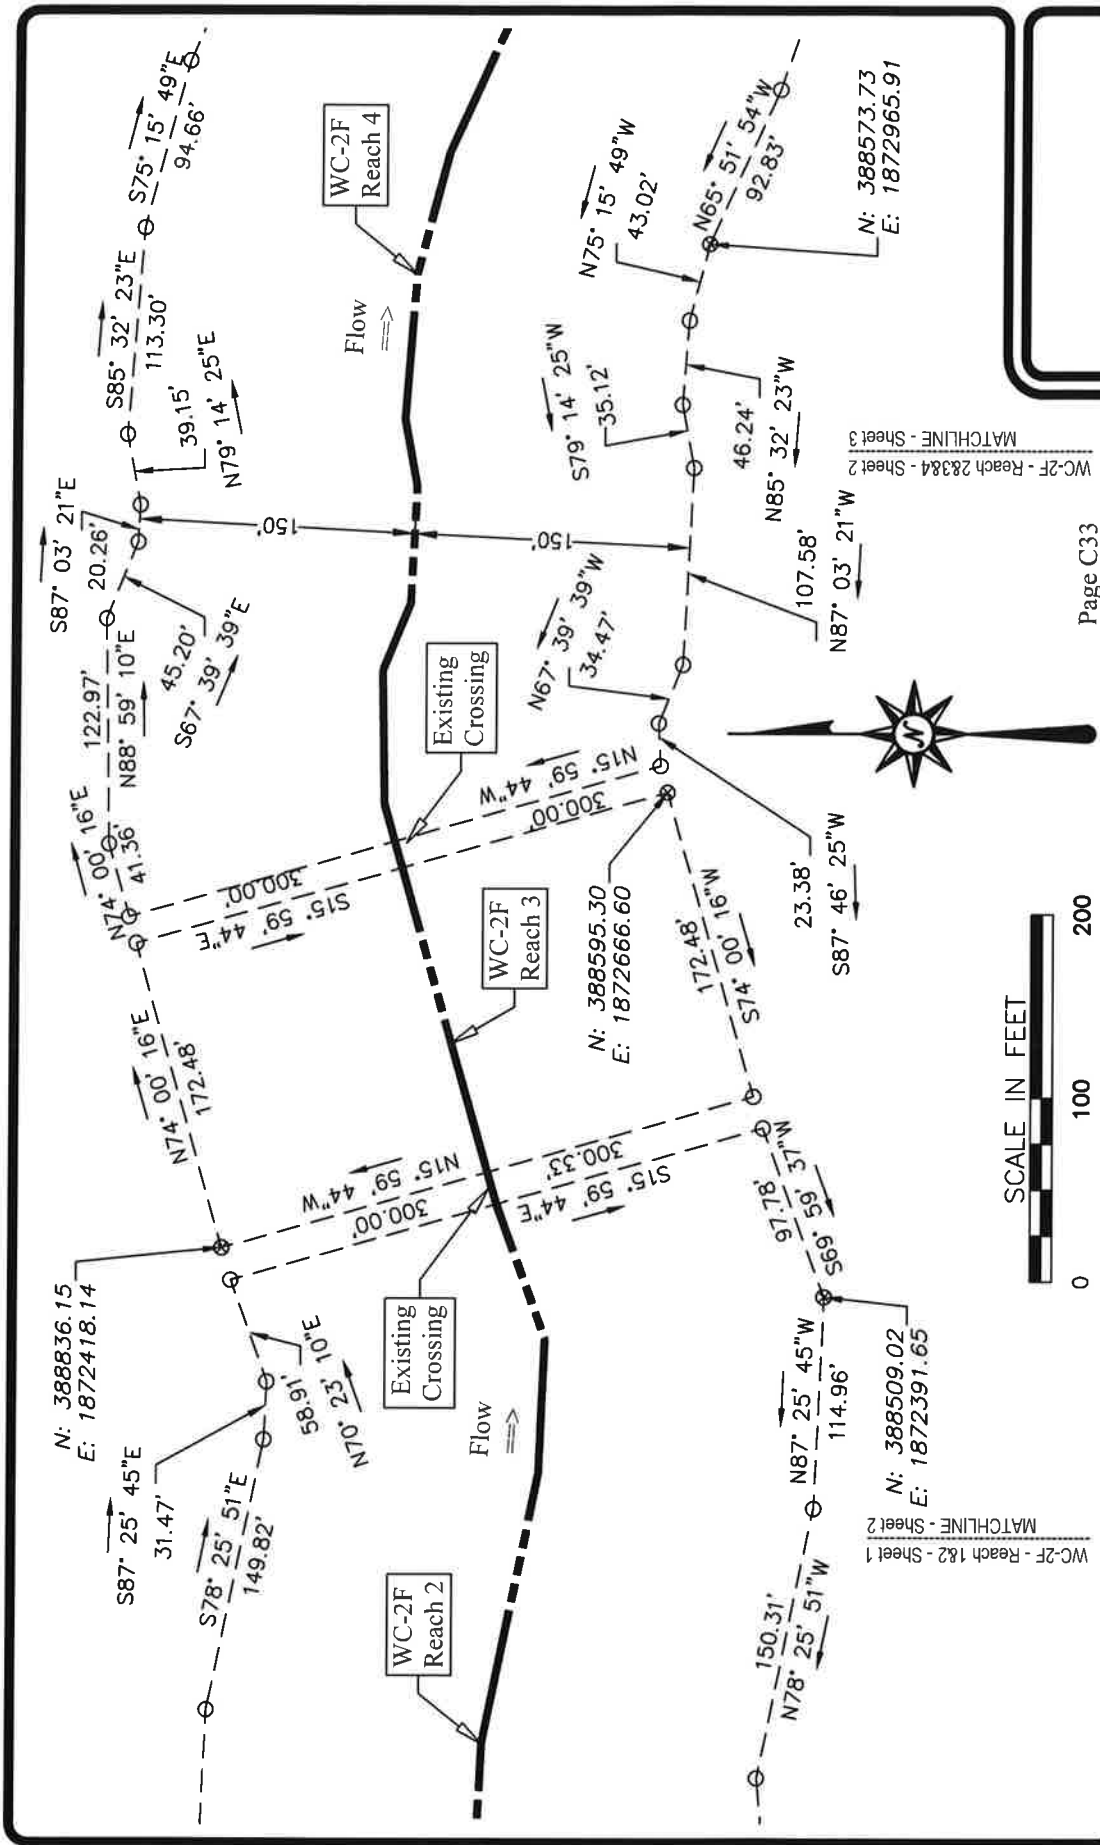 N: 388836.15
E: 1872418.14
S87° 25' 45"E
31.47'
S78° 25' 51"E
149.82'
58.91'
N70° 23' 10"E
N74° 00' 16"E
172.48'
N74° 00' 16"E
41.36'
122.97'
N88° 59' 10"E
45.20'
S67° 39' 39"E
S87° 03' 21"E
20.26'
39.15'
N79° 14' 25"E
S85° 32' 23"E
113.30'
S75° 15' 49"E
94.66'
WC-2F
Reach 2
Flow
==>
Existing
Crossing
300.00'
S15° 59' 44"E
N15° 59' 44"W
300.33'
WC-2F
Reach 3
S15° 59' 44"E
300.00'
300.00'
N15° 59' 44"W
Existing
Crossing
150'
150'
Flow
==>
WC-2F
Reach 4
150.31'
N78° 25' 51"W
N87° 25' 45"W
114.96'
N: 388509.02
E: 1872391.65
97.78'
S69° 59' 37"W
172.48'
S74° 00' 16"W
N: 388595.30
E: 1872666.60
23.38'
S87° 46' 25"W
N67° 39' 39"W
34.47'
107.58'
N87° 03' 21"W
S79° 14' 25"W
35.12'
46.24'
N85° 32' 23"W
N75° 15' 49"W
43.02'
N65° 51' 54"W
92.83'
N: 388573.73
E: 1872965.91
WC-2F - Reach 1&2 - Sheet 1
MATCHLINE - Sheet 2
WC-2F - Reach 2&3&4 - Sheet 2
MATCHLINE - Sheet 3
N
SCALE IN FEET
0 100 200
Page C33